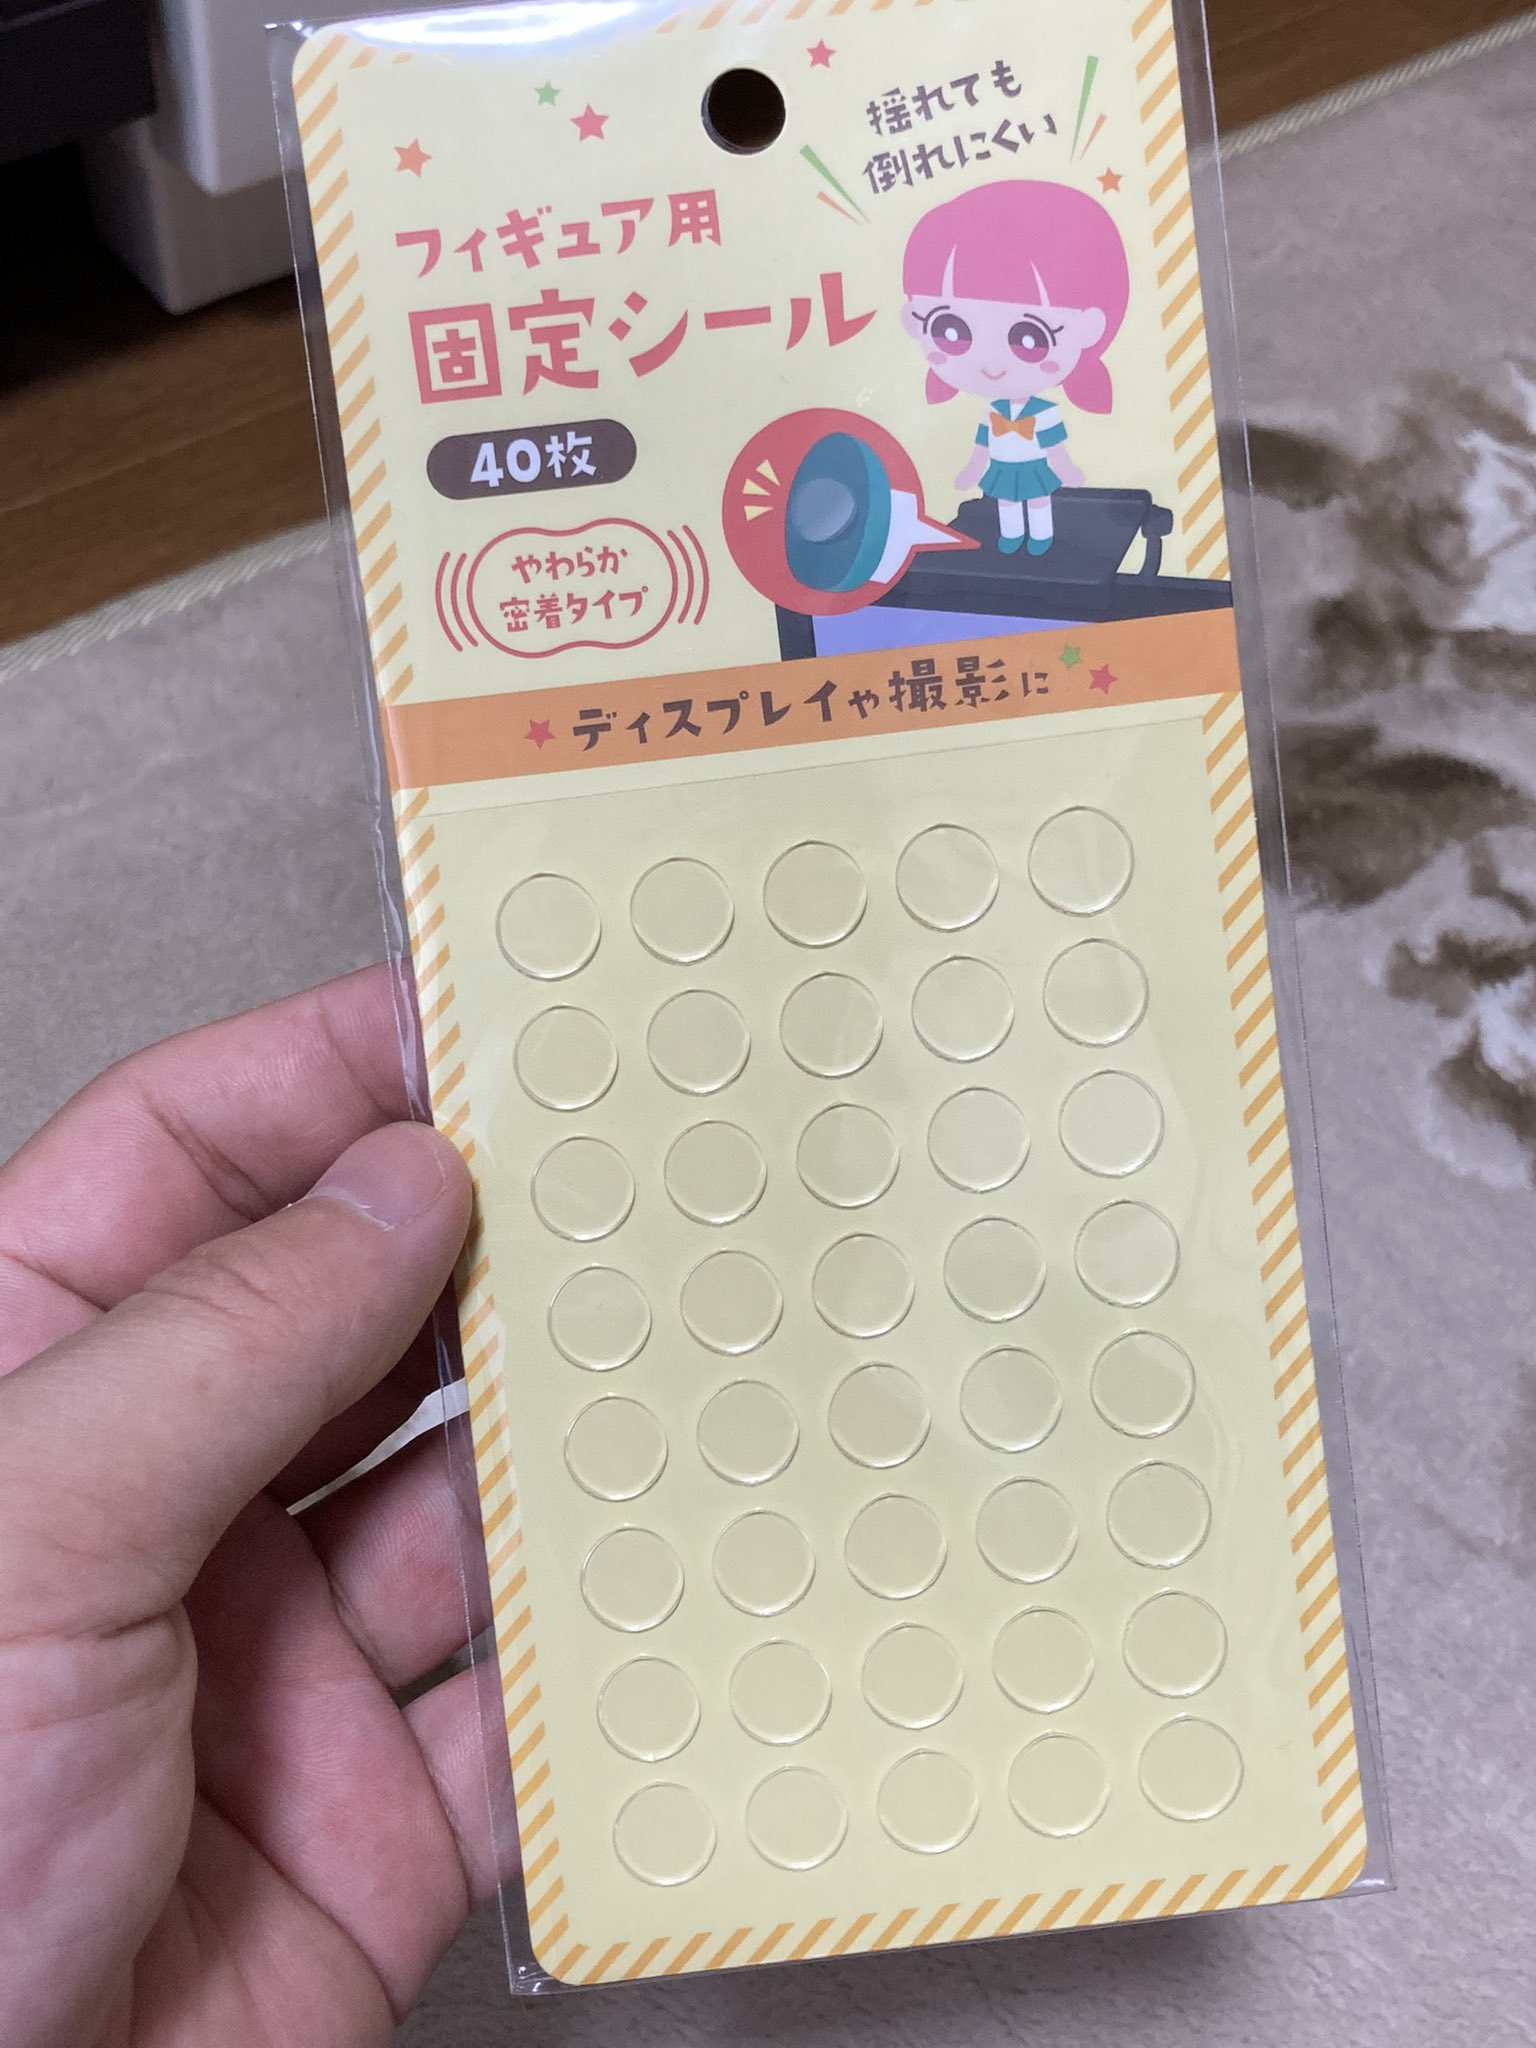 揺れても
倒れにくい
フィギュア用
固定シール
40枚
やわらか
密着タイプ
ディスプレイや撮影に